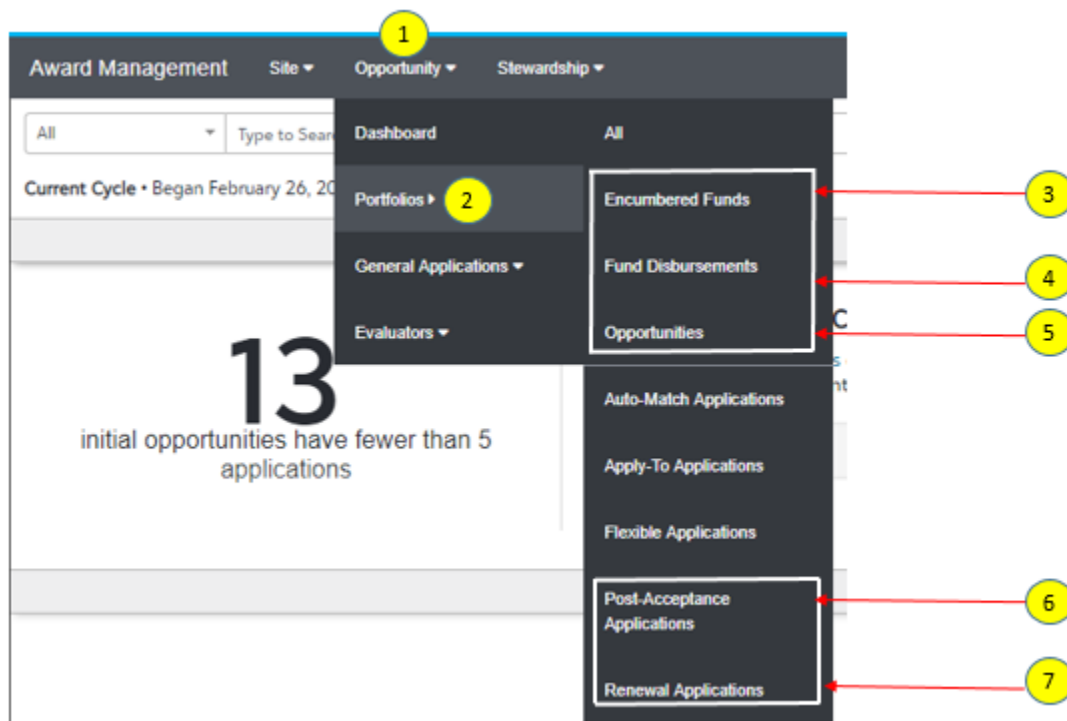 1
Award Management Site Opportunity Stewardship
All Type to Sear Dashboard All
Current Cycle • Began February 26, 20 Portfolios 2 Encumbered Funds 3
General Applications Fund Disbursements 4
Evaluators Opportunities 5
13
initial opportunities have fewer than 5
applications
Auto-Match Applications
Apply-To Applications
Flexible Applications
Post-Acceptance
Applications 6
Renewal Applications 7